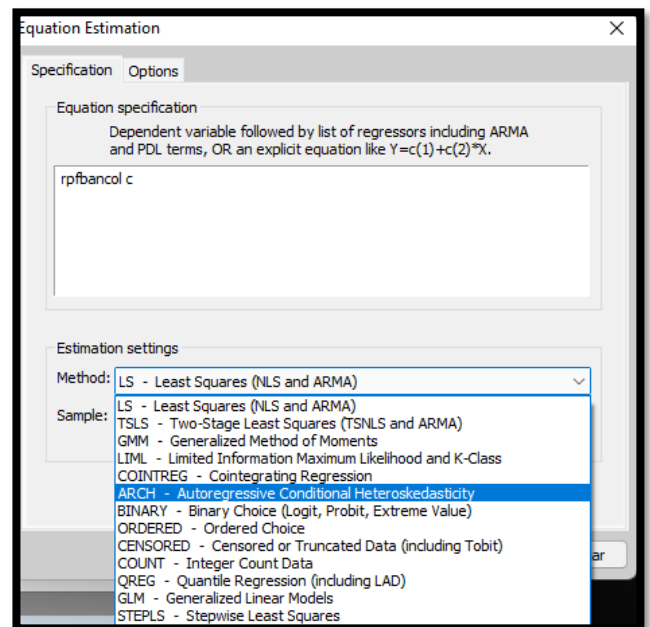 Equation Estimation
Specification Options
Equation specification
Dependent variable followed by list of regressors including ARMA
and PDL terms, OR an explicit equation like Y=c(1)+c(2)*X.
rpfbancol c
Estimation settings
Method: LS - Least Squares (NLS and ARMA)
Sample:
LS - Least Squares (NLS and ARMA)
TSLS - Two-Stage Least Squares (TSNLS and ARMA)
GMM - Generalized Method of Moments
LIML - Limited Information Maximum Likelihood and K-Class
COINTREG - Cointegrating Regression
ARCH - Autoregressive Conditional Heteroskedasticity
BINARY - Binary Choice (Logit, Probit, Extreme Value)
ORDERED - Ordered Choice
CENSORED - Censored or Truncated Data (including Tobit)
COUNT - Integer Count Data
QREG - Quantile Regression (including LAD)
GLM - Generalized Linear Models
STEPLS - Stepwise Least Squares
ar